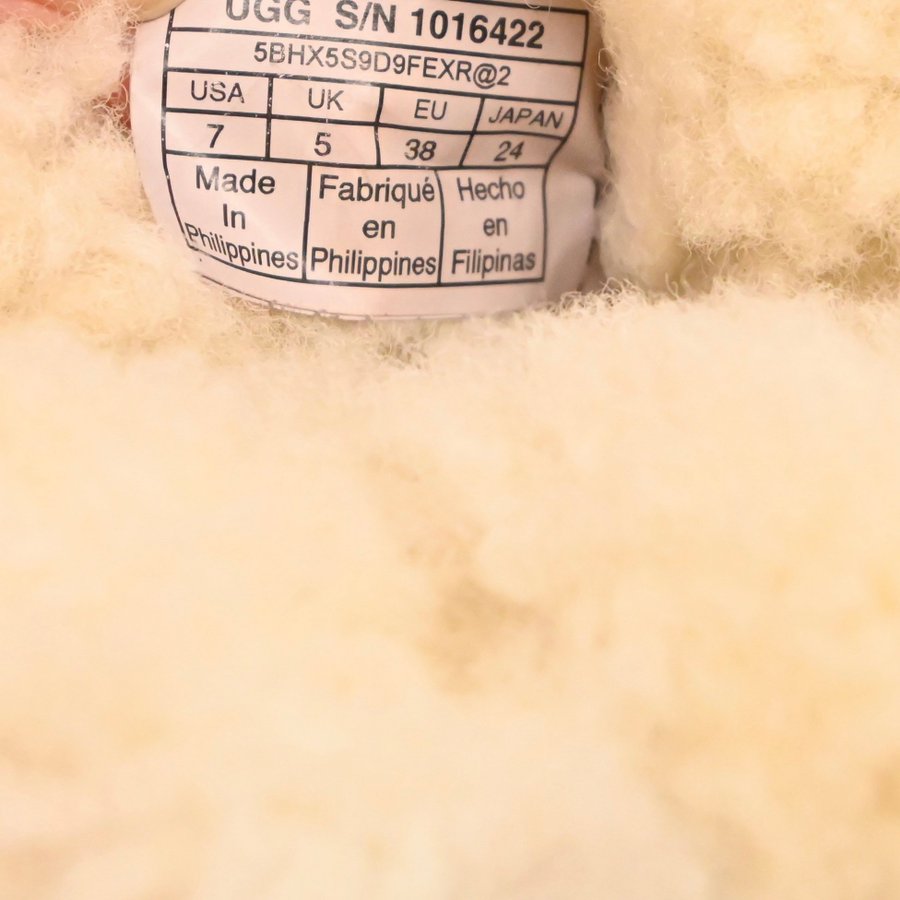 UGG S/N 1016422
5BHX5S9D9FEXR@2
USA UK EU JAPAN
7 5 38 24
Made Fabriqué Hecho
In en en
Philippines Philippines Filipinas